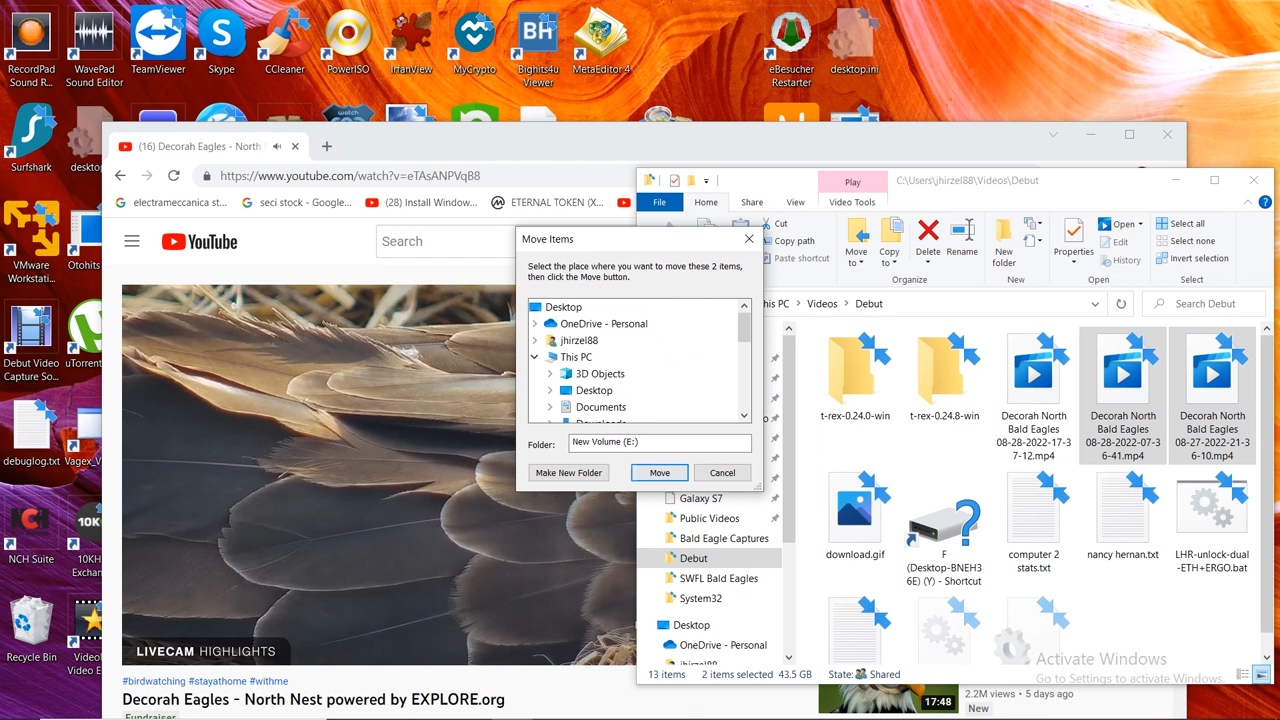 RecordPad
Sound R...
WavePad
Sound Editor
TeamViewer
Skype
CCleaner
PowerISO
IrfanView
MyCrypto
BH
Bighits4u
Viewer
MetaEditor 4
eBesucher
Restarter
desktop.ini
Surfshark
VMware
Workstati...
Otohits
Debut Video
Capture So...
uTorrent
debuglog.txt
Vagex_V
NCH
NCH Suite
10K
10KH
Exchan
Recycle Bin
Video
Video E
(16) Decorah Eagles - North
https://www.youtube.com/watch?v=eTAsANPVqB8
electrameccanica st...
seci stock - Google...
(28) Install Window...
ETERNAL TOKEN (X...
YouTube
Search
LIVECAM HIGHLIGHTS
#birdwatching #stayathome #withme
Decorah Eagles - North Nest powered by EXPLORE.org
Fundraiser
Play
C:\Users\jhirzel88\Videos\Debut
File
Home
Share
View
Video Tools
Cut
Copy path
Paste shortcut
Move
to
Copy
to
Delete
Rename
Organize
New
folder
New
Properties
Open
Edit
History
Open
Select all
Select none
Invert selection
Select
his PC
Videos
Debut
Search Debut
Move Items
Select the place where you want to move these 2 items,
then click the Move button.
Desktop
OneDrive - Personal
jhirzel88
This PC
3D Objects
Desktop
Documents
Folder:
New Volume (E:)
Make New Folder
Move
Cancel
Galaxy S7
Public Videos
Bald Eagle Captures
Debut
SWFL Bald Eagles
System32
Desktop
OneDrive - Personal
t-rex-0.24.0-win
t-rex-0.24.8-win
Decorah North
Bald Eagles
08-28-2022-17-3
7-12.mp4
Decorah North
Bald Eagles
08-28-2022-07-3
6-41.mp4
Decorah North
Bald Eagles
08-27-2022-21-3
6-10.mp4
download.gif
F
(Desktop-BNEH3
6E) (Y) - Shortcut
computer 2
stats.txt
nancy hernan.txt
LHR-unlock-dual
-ETH+ERGO.bat
13 items
2 items selected
43.5 GB
State:
Shared
Activate Windows
Go to Settings to activate Windows.
17:48
2.2M views • 5 days ago
New